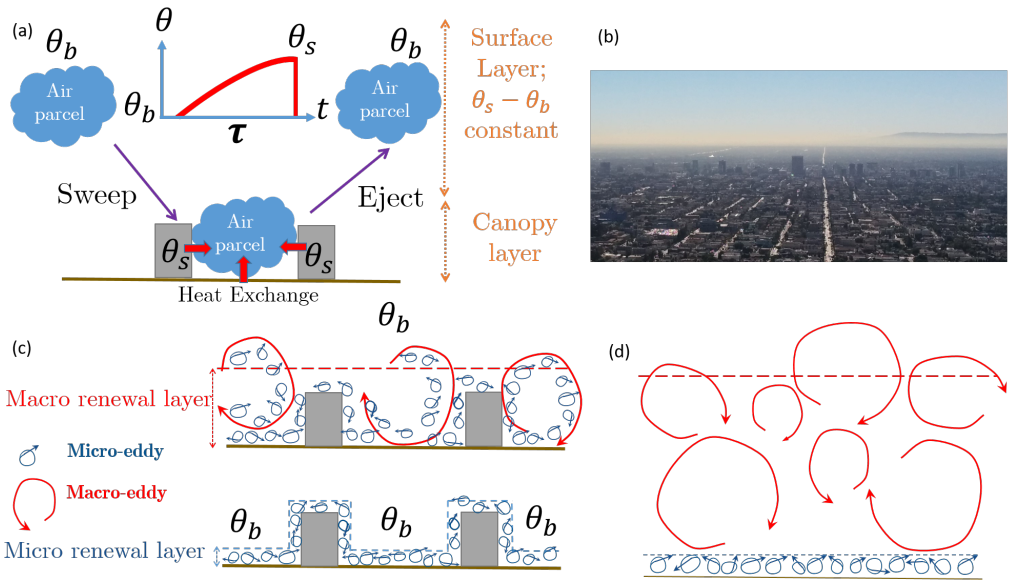 (a)
θ
θ_b
θ_s
θ_b
Air
parcel
θ_b
t
τ
Air
parcel
Surface
Layer;
θ_s − θ_b
constant
Sweep
Eject
Air
parcel
θ_s
θ_s
Canopy
layer
Heat Exchange
(b)
(c)
θ_b
Macro renewal layer
Micro-eddy
Macro-eddy
θ_b
θ_b
θ_b
Micro renewal layer
(d)